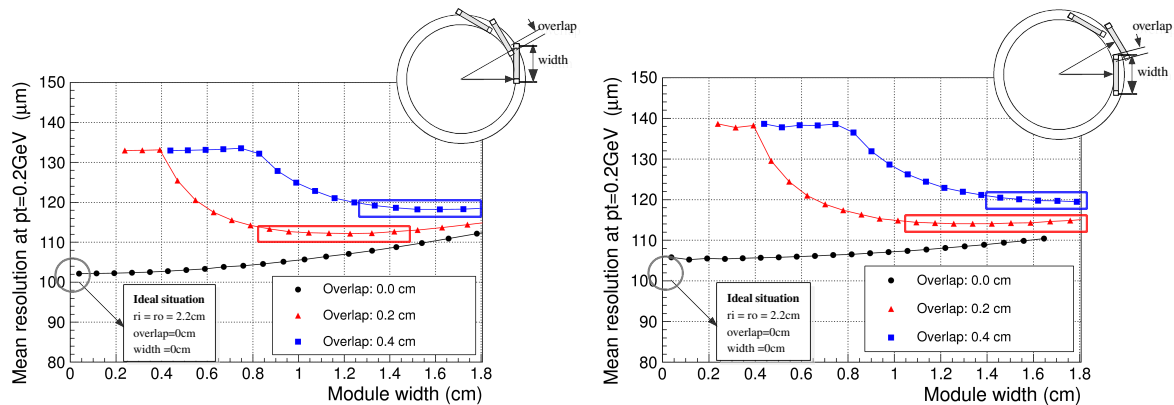 overlap
width
Mean resolution at pt=0.2GeV (μm)
150
140
130
120
110
100
90
80
Ideal situation
ri = ro = 2.2cm
overlap=0cm
width =0cm
Overlap: 0.0 cm
Overlap: 0.2 cm
Overlap: 0.4 cm
0 0.2 0.4 0.6 0.8 1 1.2 1.4 1.6 1.8
Module width (cm)
overlap
width
Mean resolution at pt=0.2GeV (μm)
150
140
130
120
110
100
90
80
Ideal situation
ri = ro = 2.2cm
overlap=0cm
width =0cm
Overlap: 0.0 cm
Overlap: 0.2 cm
Overlap: 0.4 cm
0 0.2 0.4 0.6 0.8 1 1.2 1.4 1.6 1.8
Module width (cm)